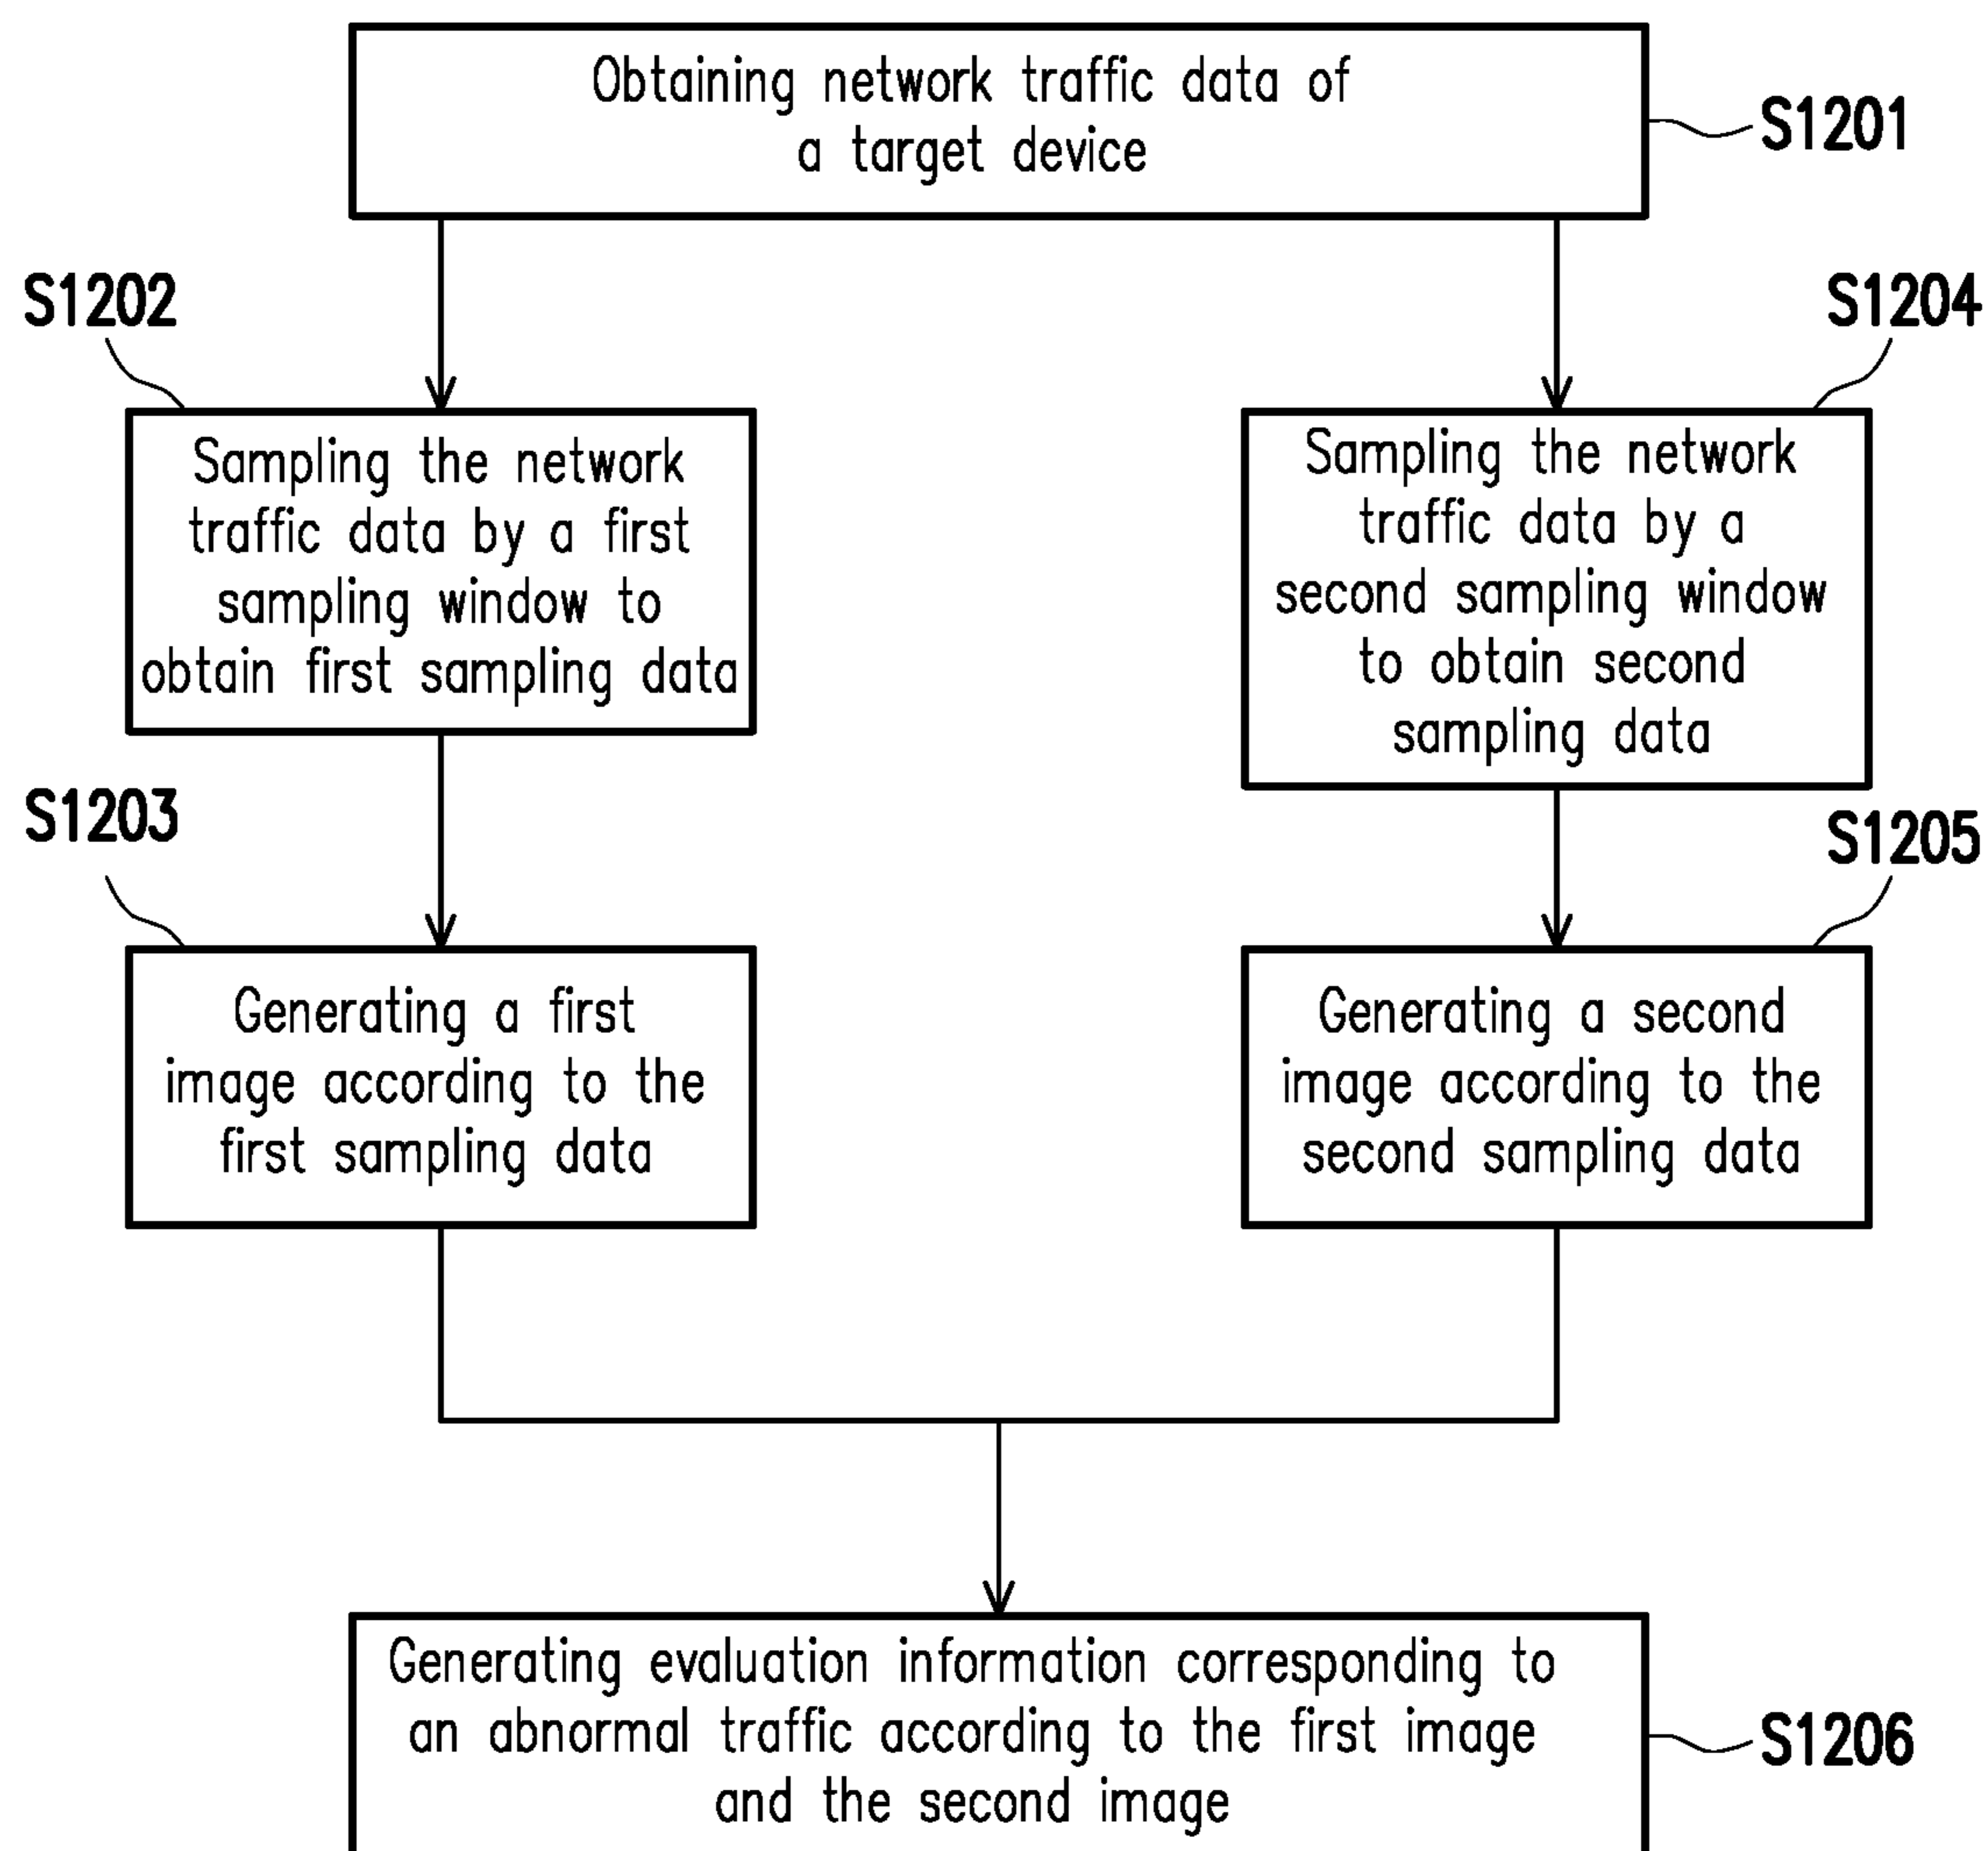 Obtaining network traffic data of
a target device
S1201
S1202
Sampling the network
traffic data by a first
sampling window to
obtain first sampling data
S1204
Sampling the network
traffic data by a
second sampling window
to obtain second
sampling data
S1203
Generating a first
image according to the
first sampling data
S1205
Generating a second
image according to the
second sampling data
Generating evaluation information corresponding to
an abnormal traffic according to the first image
and the second image
S1206